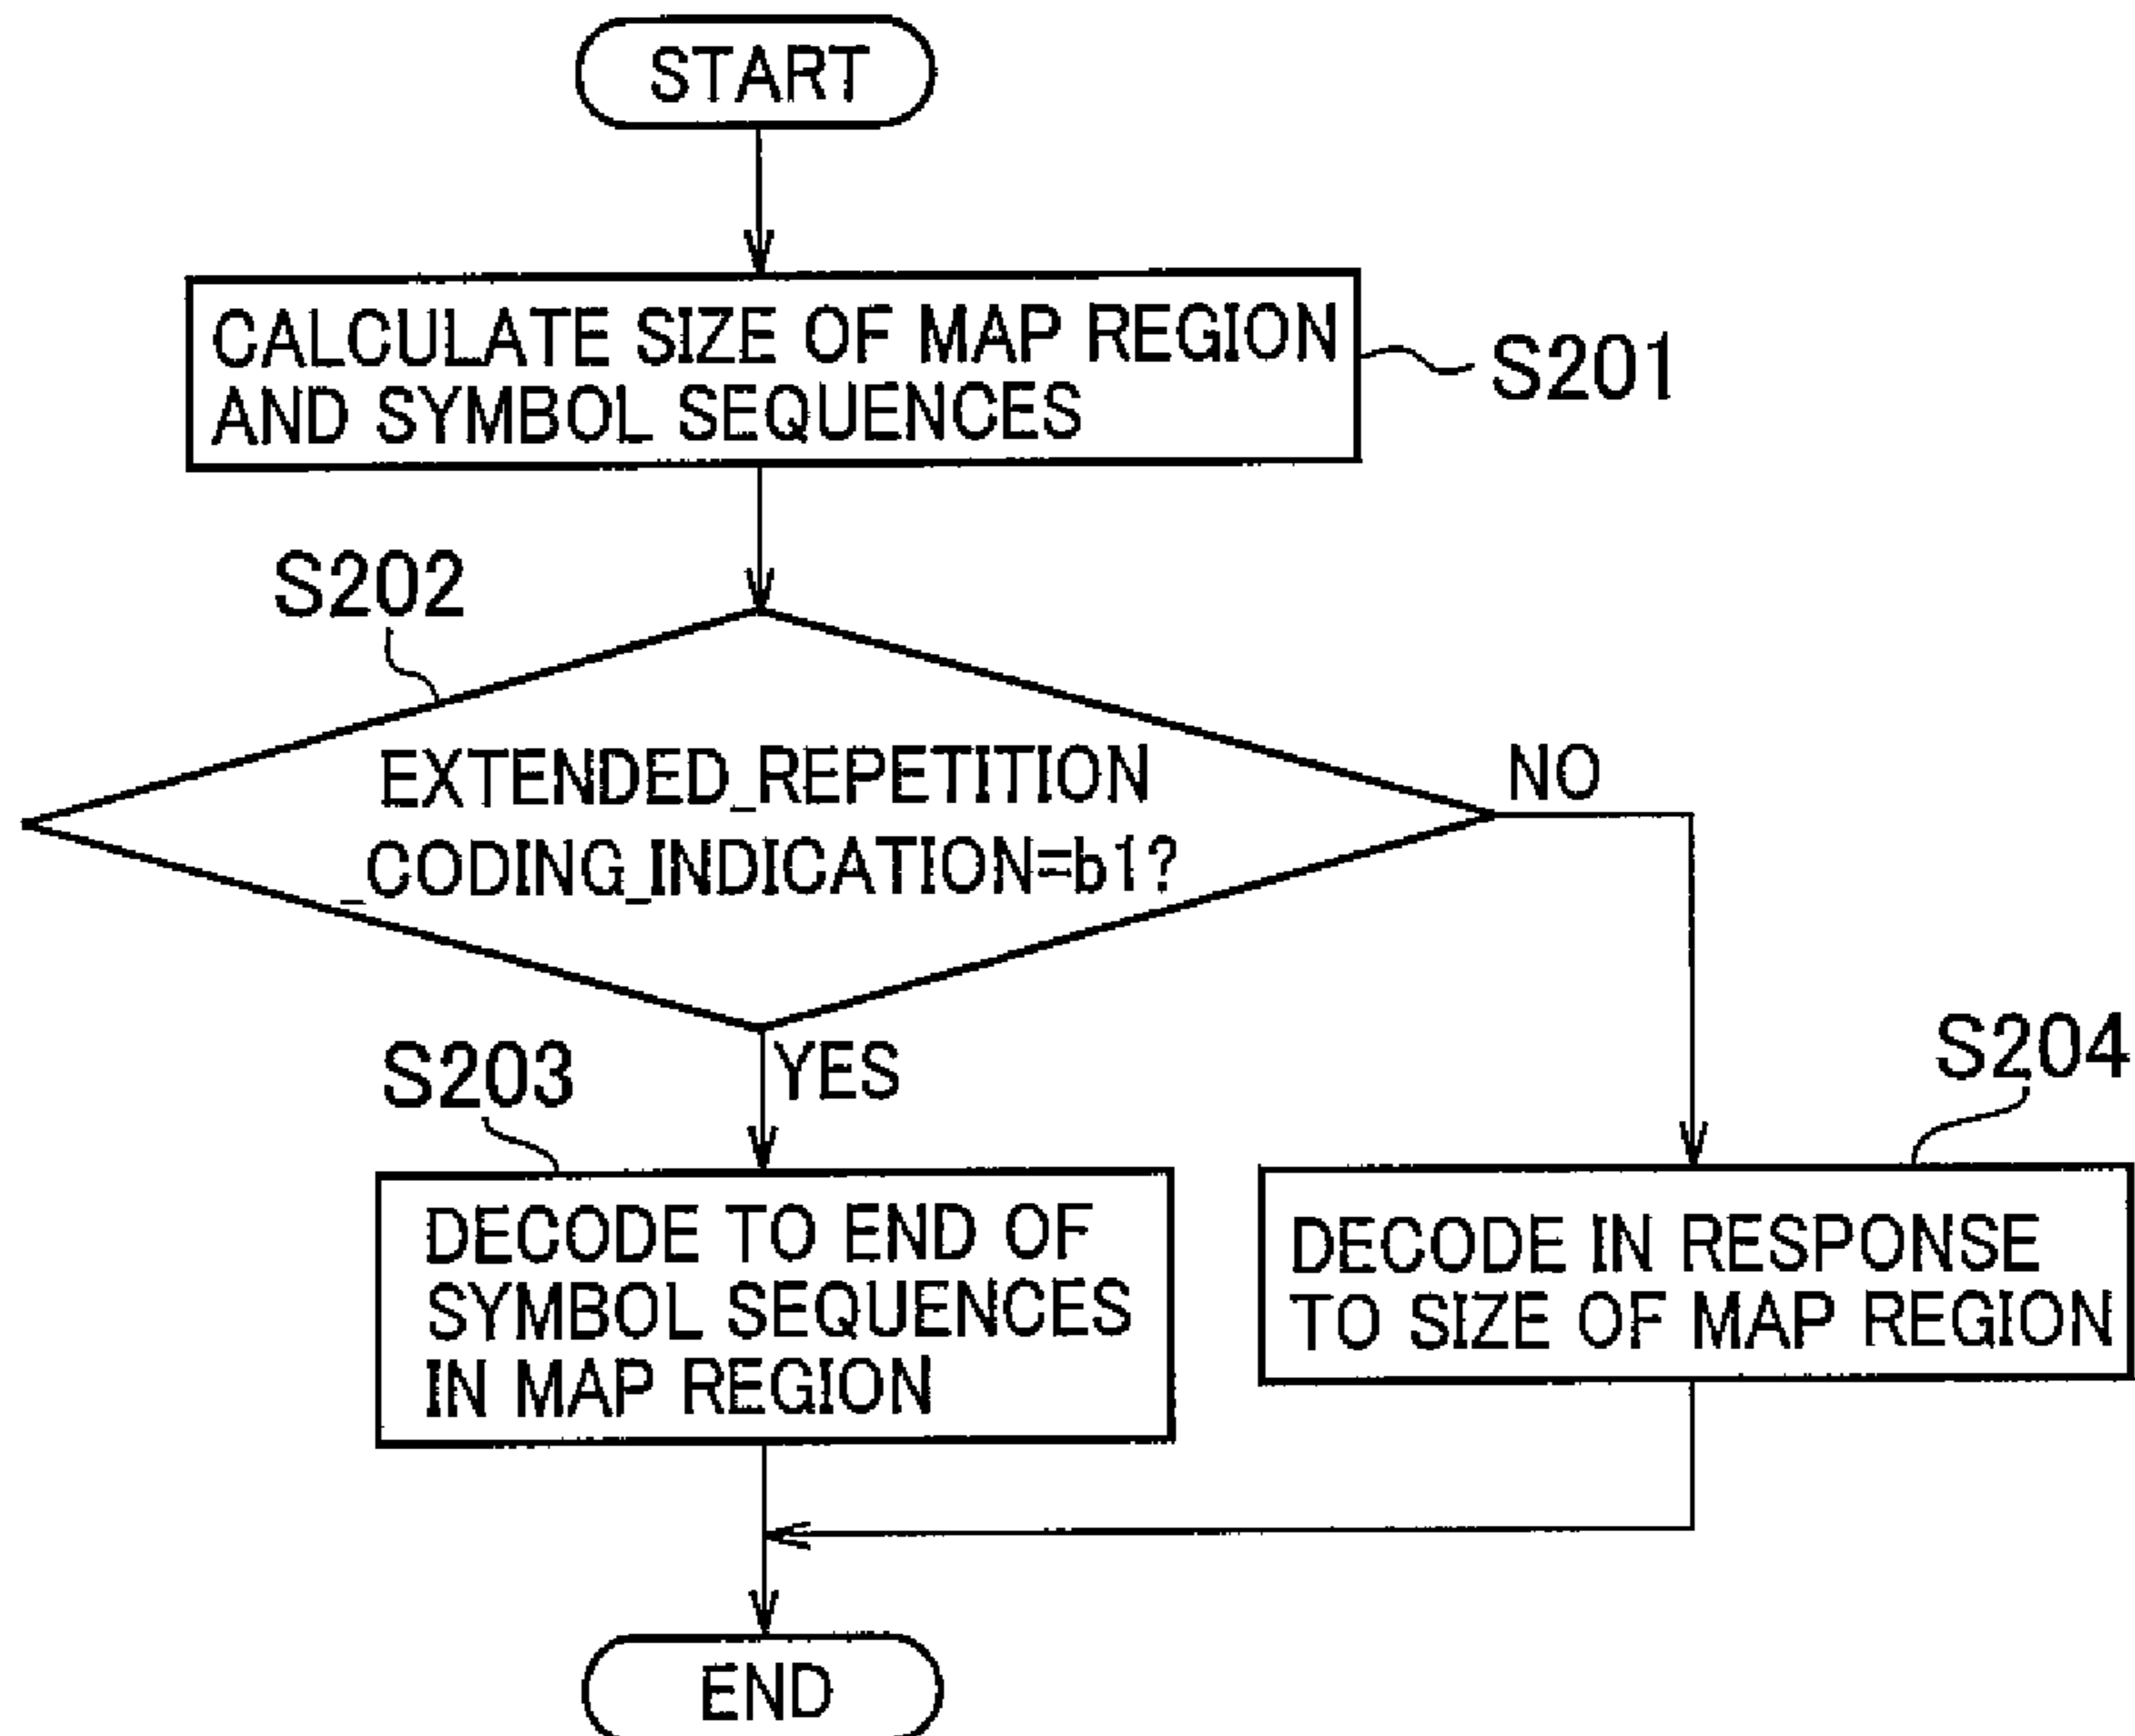 START
CALCULATE SIZE OF MAP REGION
AND SYMBOL SEQUENCES
S201
S202
EXTENDED_REPETITION
_CODING_INDICATION=b1?
NO
YES
S203
S204
DECODE TO END OF
SYMBOL SEQUENCES
IN MAP REGION
DECODE IN RESPONSE
TO SIZE OF MAP REGION
END